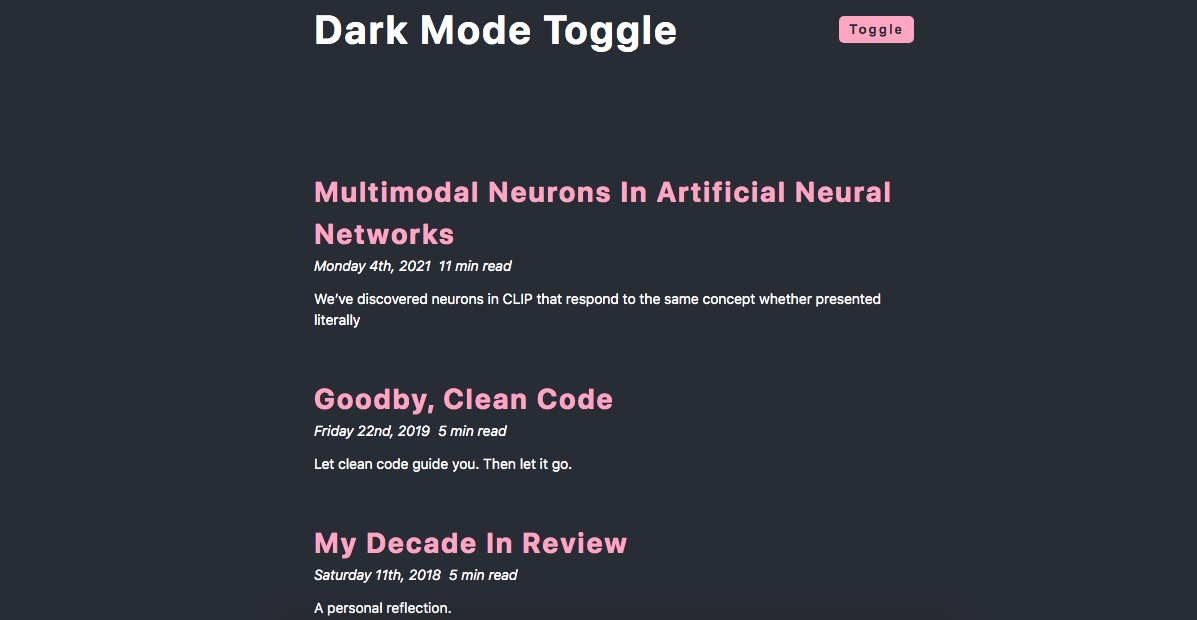 Dark Mode Toggle
Toggle
Multimodal Neurons In Artificial Neural
Networks
Monday 4th, 2021 11 min read
We’ve discovered neurons in CLIP that respond to the same concept whether presented
literally
Goodby, Clean Code
Friday 22nd, 2019 5 min read
Let clean code guide you. Then let it go.
My Decade In Review
Saturday 11th, 2018 5 min read
A personal reflection.